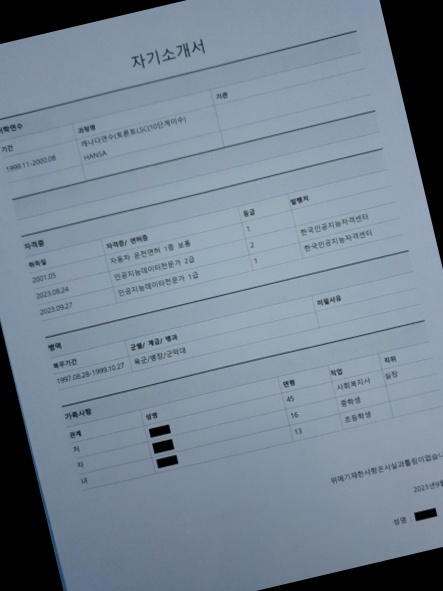 자기소개서
어학연수
기간 과정명 기관
1999.11-2000.08 캐나다연수(토론토LSC)(10단계이수)
HANSA
자격증
취득일 자격증/ 면허증 등급 발행처
2001.05 자동차 운전면허 1종 보통 1
2023.08.24 인공지능데이터전문가 2급 2 한국인공지능자격센터
2023.09.27 인공지능데이터전문가 1급 1 한국인공지능자격센터
병역
복무기간 군별/ 계급/ 병과 미필사유
1997.08.28-1999.10.27 육군/병장/군악대
가족사항
관계 성명 연령 직업 직위
처 45 사회복지사 실장
자 16 중학생
녀 13 초등학생
위에기재한사항은사실과틀림이없습니
2023년9월
성명 :